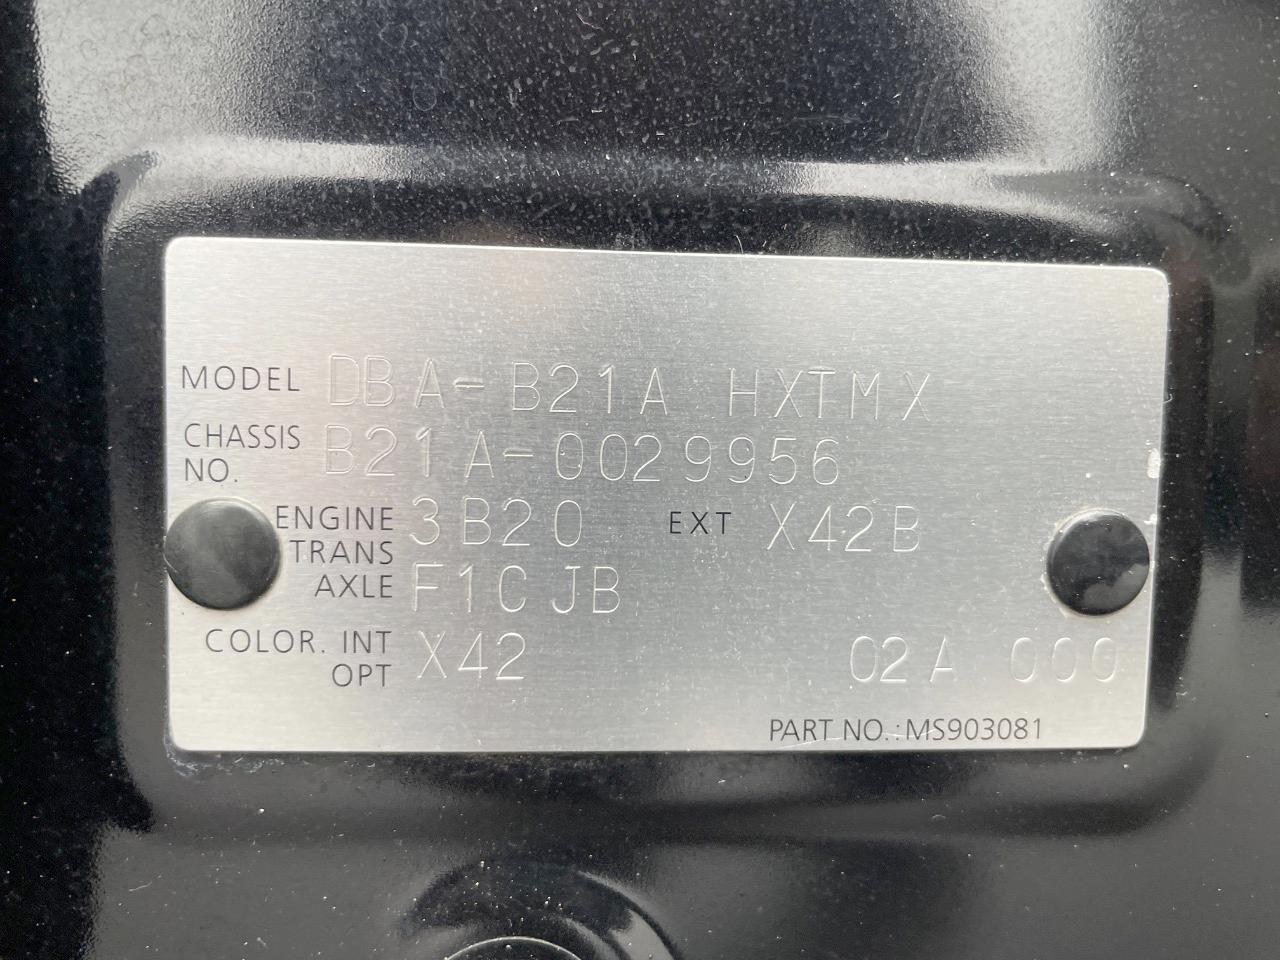 MODEL DBA-B21A HXTMX
CHASSIS NO. B21A-0029956
ENGINE 3B20 EXT X42B
TRANS AXLE F1CJB
COLOR. INT OPT X42 02A 000
PART NO.:MS903081